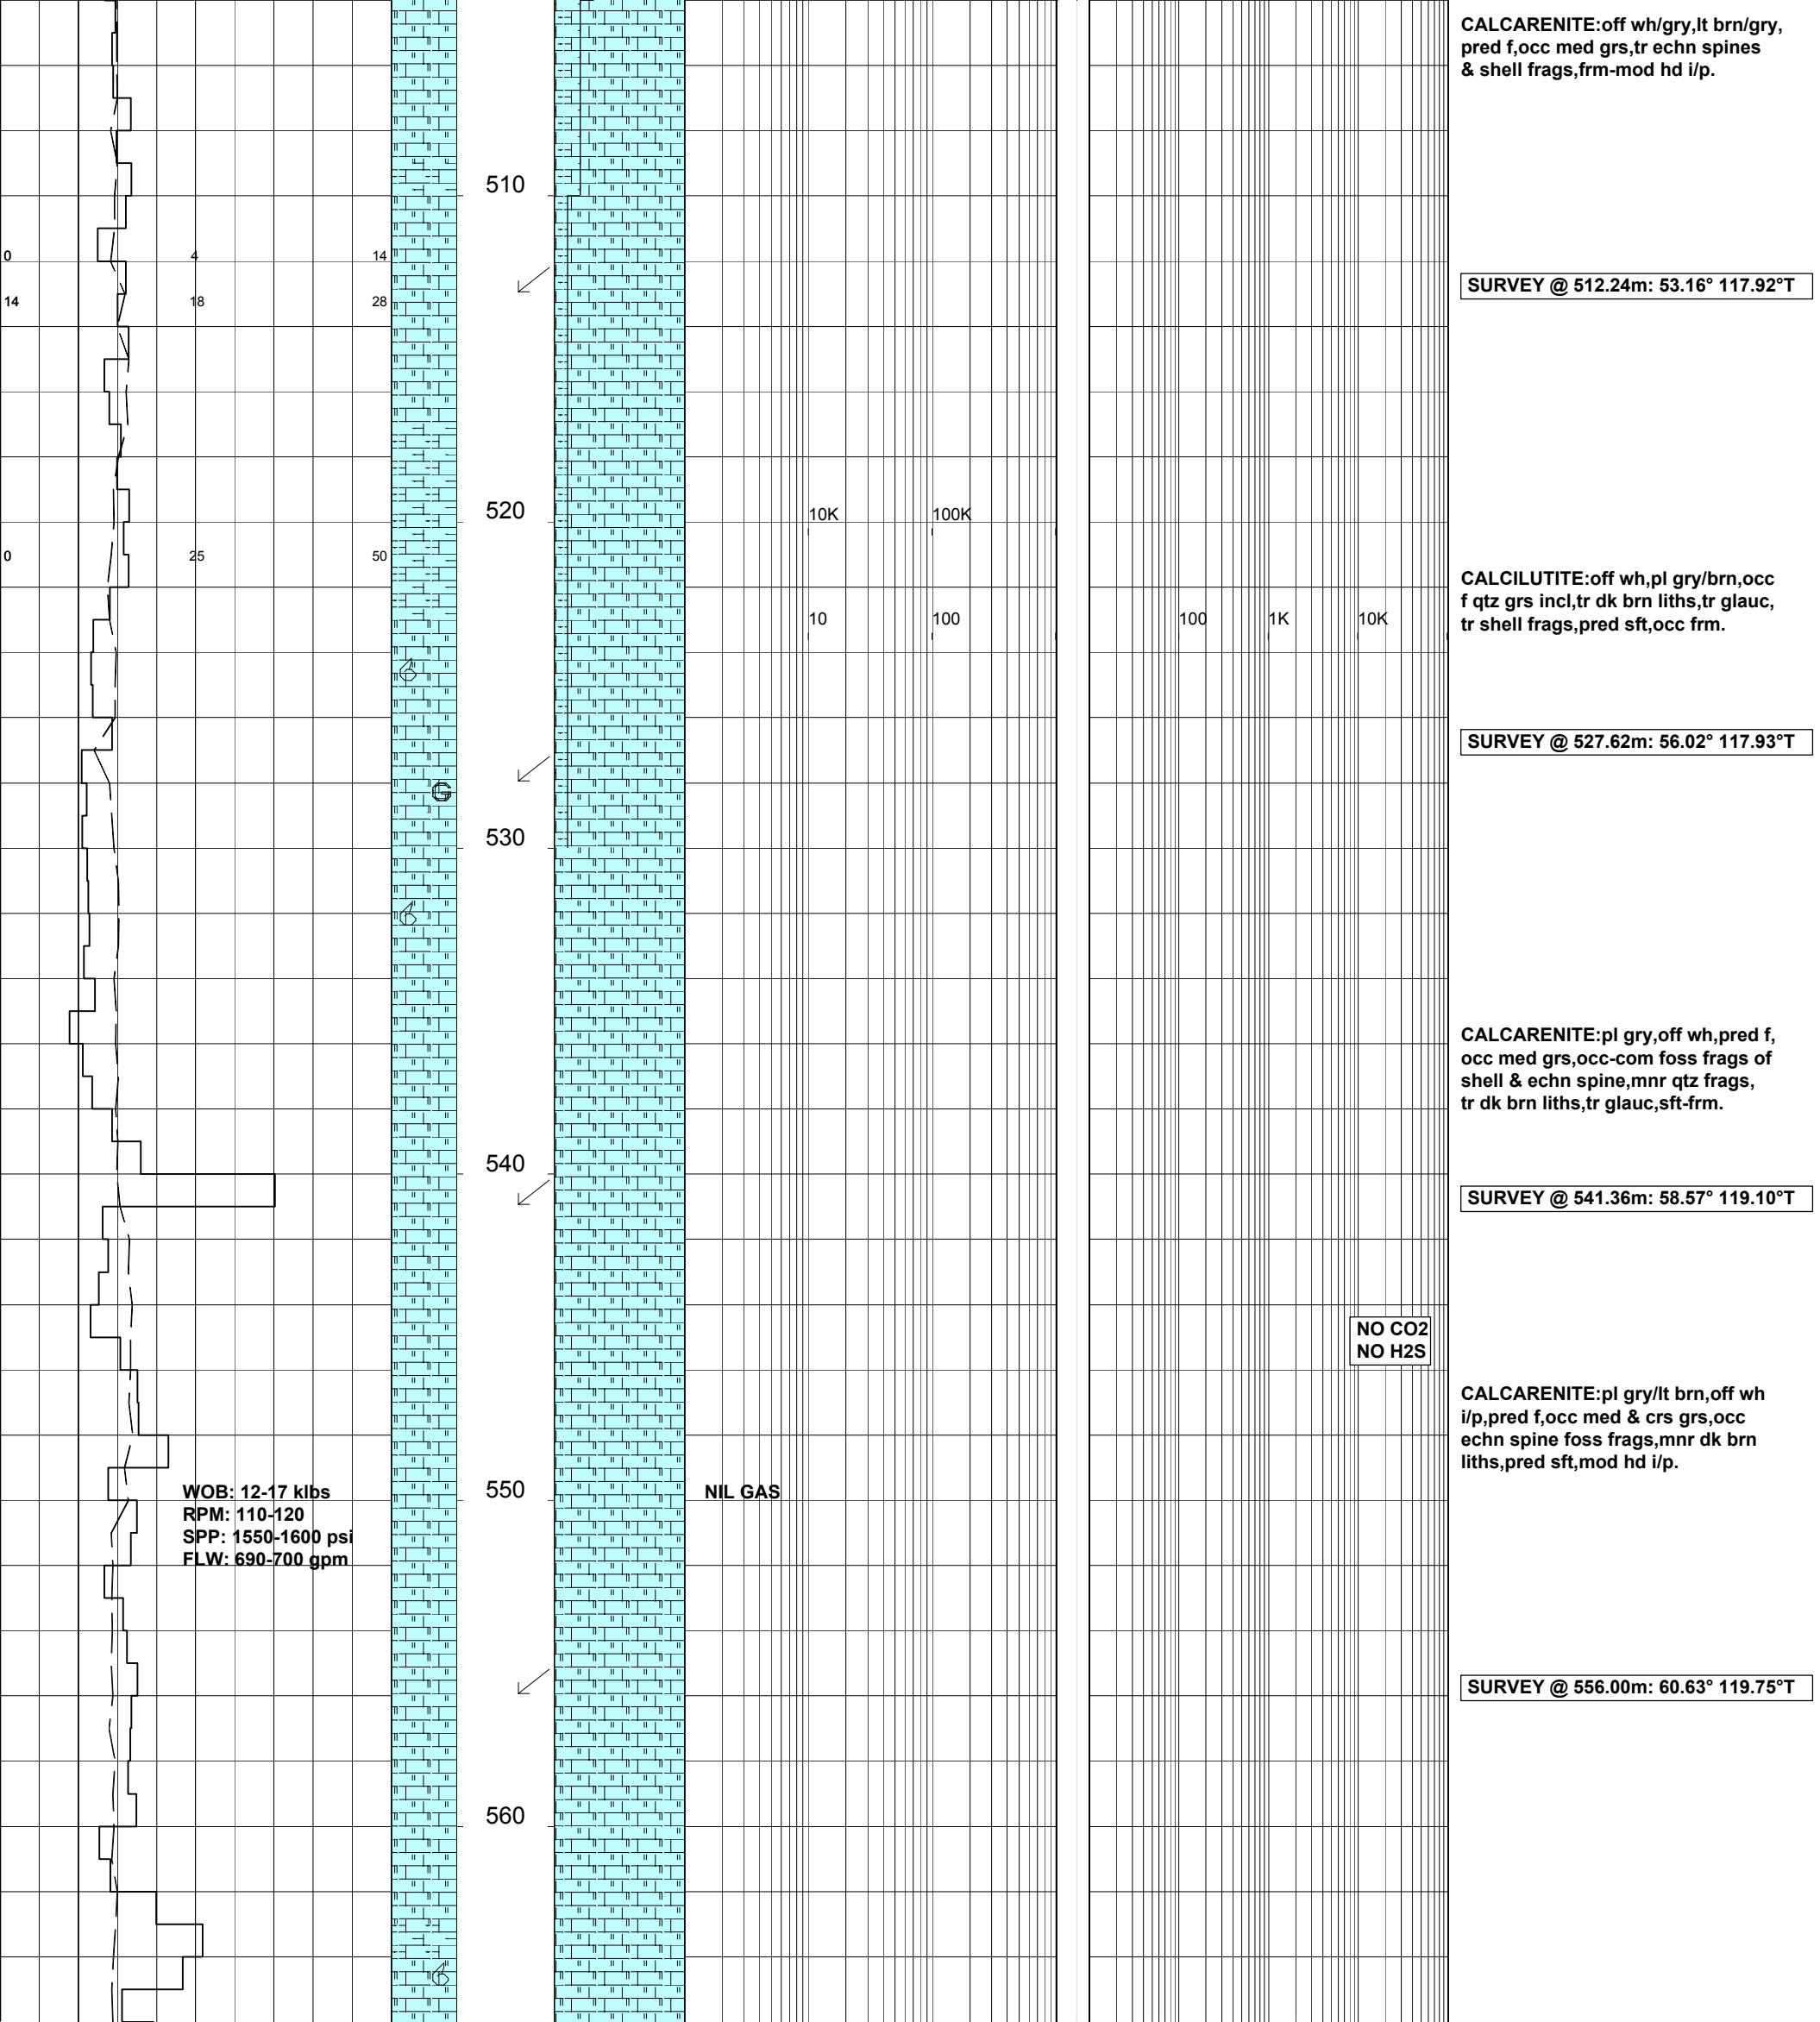 CALCARENITE:off wh/gry,lt brn/gry,
pred f,occ med grs,tr echn spines
& shell frags,frm-mod hd i/p.
510
0 4 14
SURVEY @ 512.24m: 53.16° 117.92°T
14 18 28
520
10K 100K
0 25 50
CALCILUTITE:off wh,pl gry/brn,occ
f qtz grs incl,tr dk brn liths,tr glauc,
tr shell frags,pred sft,occ frm.
10 100 100 1K 10K
SURVEY @ 527.62m: 56.02° 117.93°T
G
530
CALCARENITE:pl gry,off wh,pred f,
occ med grs,occ-com foss frags of
shell & echn spine,mnr qtz frags,
tr dk brn liths,tr glauc,sft-frm.
540
SURVEY @ 541.36m: 58.57° 119.10°T
NO CO2
NO H2S
CALCARENITE:pl gry/lt brn,off wh
i/p,pred f,occ med & crs grs,occ
echn spine foss frags,mnr dk brn
liths,pred sft,mod hd i/p.
WOB: 12-17 klbs
RPM: 110-120
SPP: 1550-1600 psi
FLW: 690-700 gpm
550
NIL GAS
SURVEY @ 556.00m: 60.63° 119.75°T
560